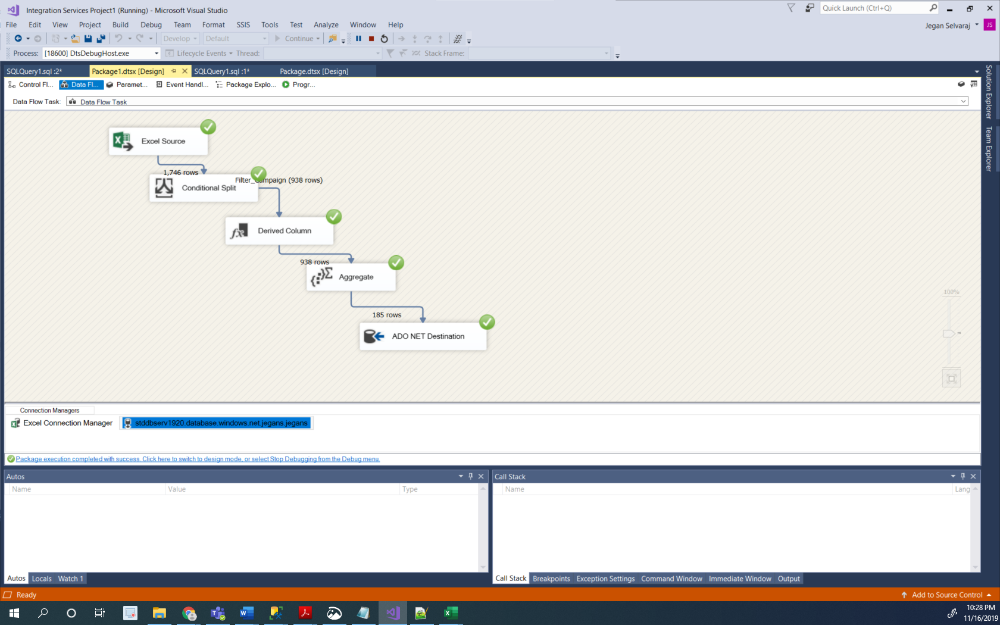 Integration Services Project1 (Running) - Microsoft Visual Studio
Quick Launch (Ctrl+Q)
File Edit View Project Build Debug Team Format SSIS Tools Test Analyze Window Help
Jegan Selvaraj JS
Develop Default Continue
Process: [18600] DtsDebugHost.exe Lifecycle Events Thread: Stack Frame:
SQLQuery1.sql :2* Package1.dtsx [Design] SQLQuery1.sql :1* Package.dtsx [Design]
Control Fl... Data Fl... Paramet... Event Handl... Package Explo... Progr...
Data Flow Task: Data Flow Task
Solution Explorer
Team Explorer
Excel Source
1,746 rows
Filter_Campaign (938 rows)
Conditional Split
Derived Column
938 rows
Aggregate
100%
185 rows
ADO NET Destination
Connection Managers
Excel Connection Manager stddbserv1920.database.windows.net.jegans.jegans
Package execution completed with success. Click here to switch to design mode, or select Stop Debugging from the Debug menu.
Autos
Name Value Type
Call Stack
Name Lang
Autos Locals Watch 1
Call Stack Breakpoints Exception Settings Command Window Immediate Window Output
Ready
Add to Source Control
10:28 PM
11/16/2019